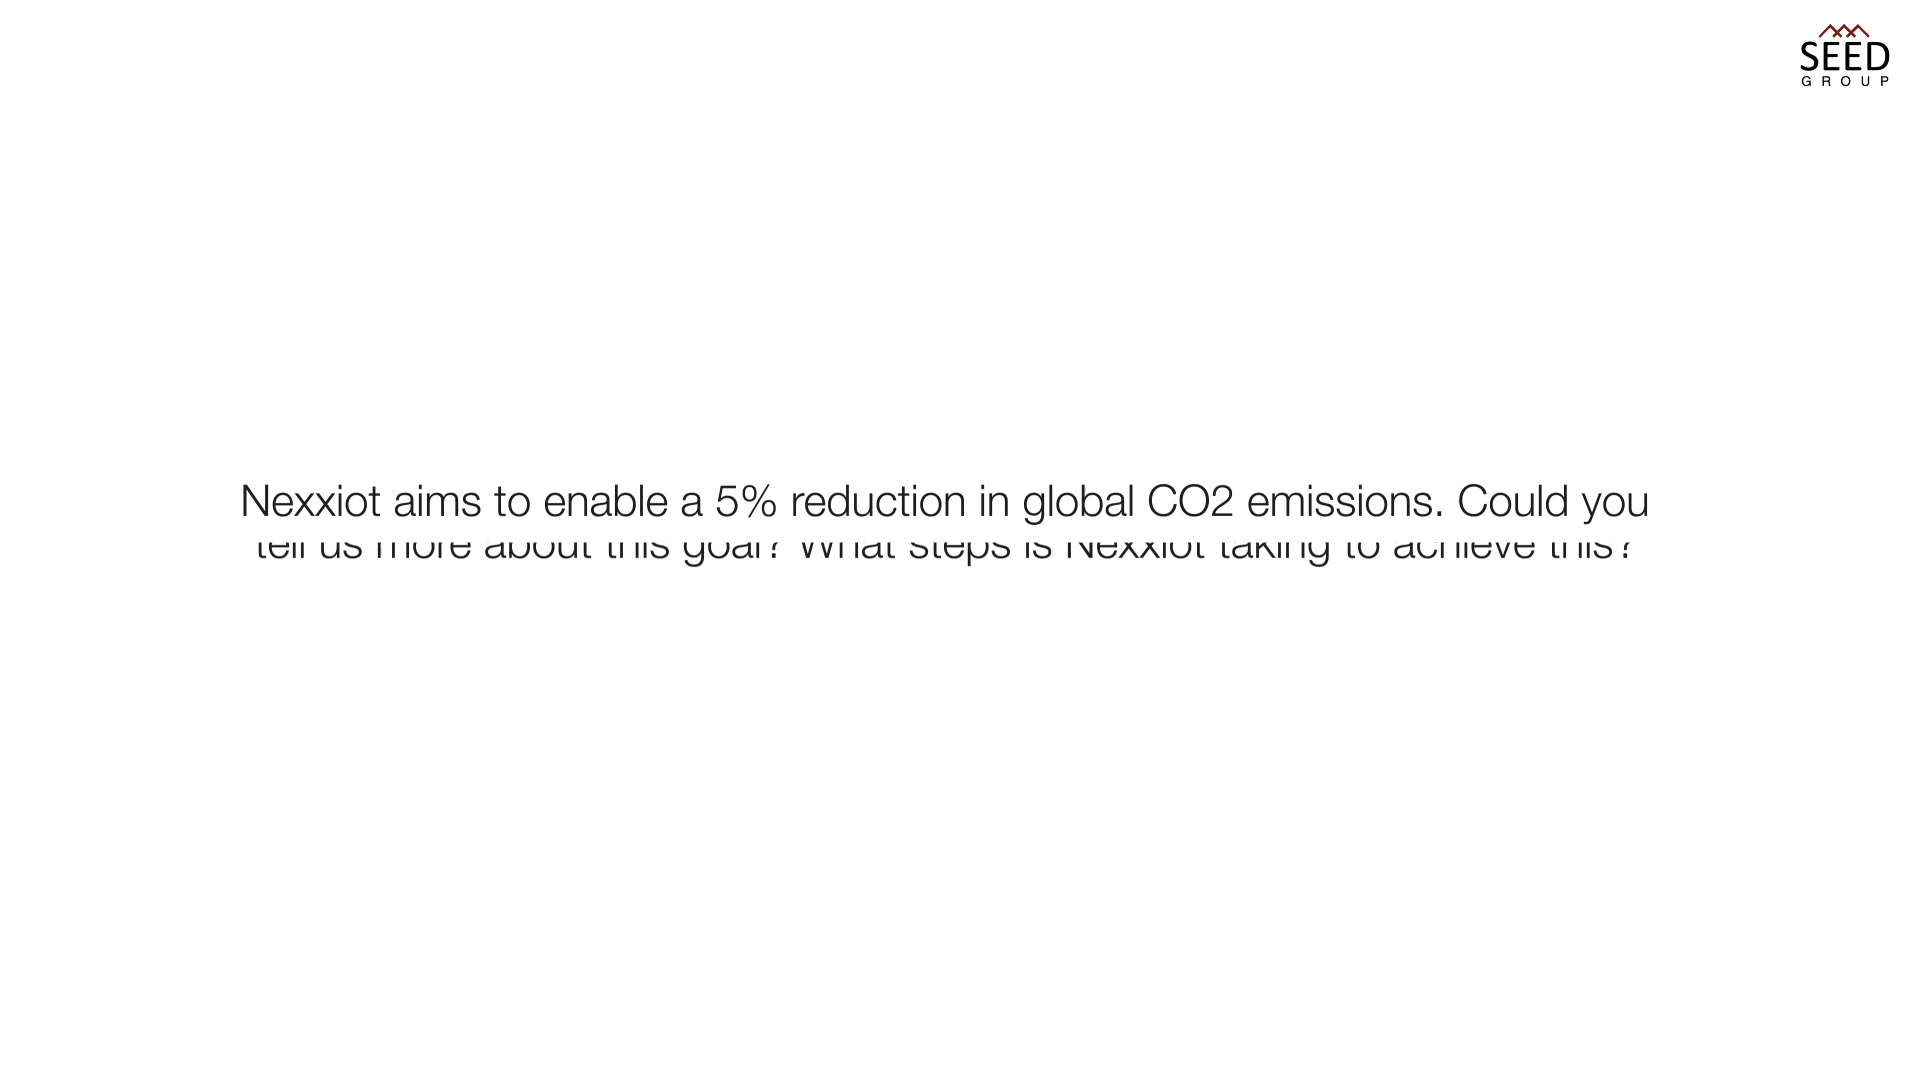 SEED
GROUP
Nexxiot aims to enable a 5% reduction in global CO2 emissions. Could you
tell us more about this goal? What steps is Nexxiot taking to achieve this?